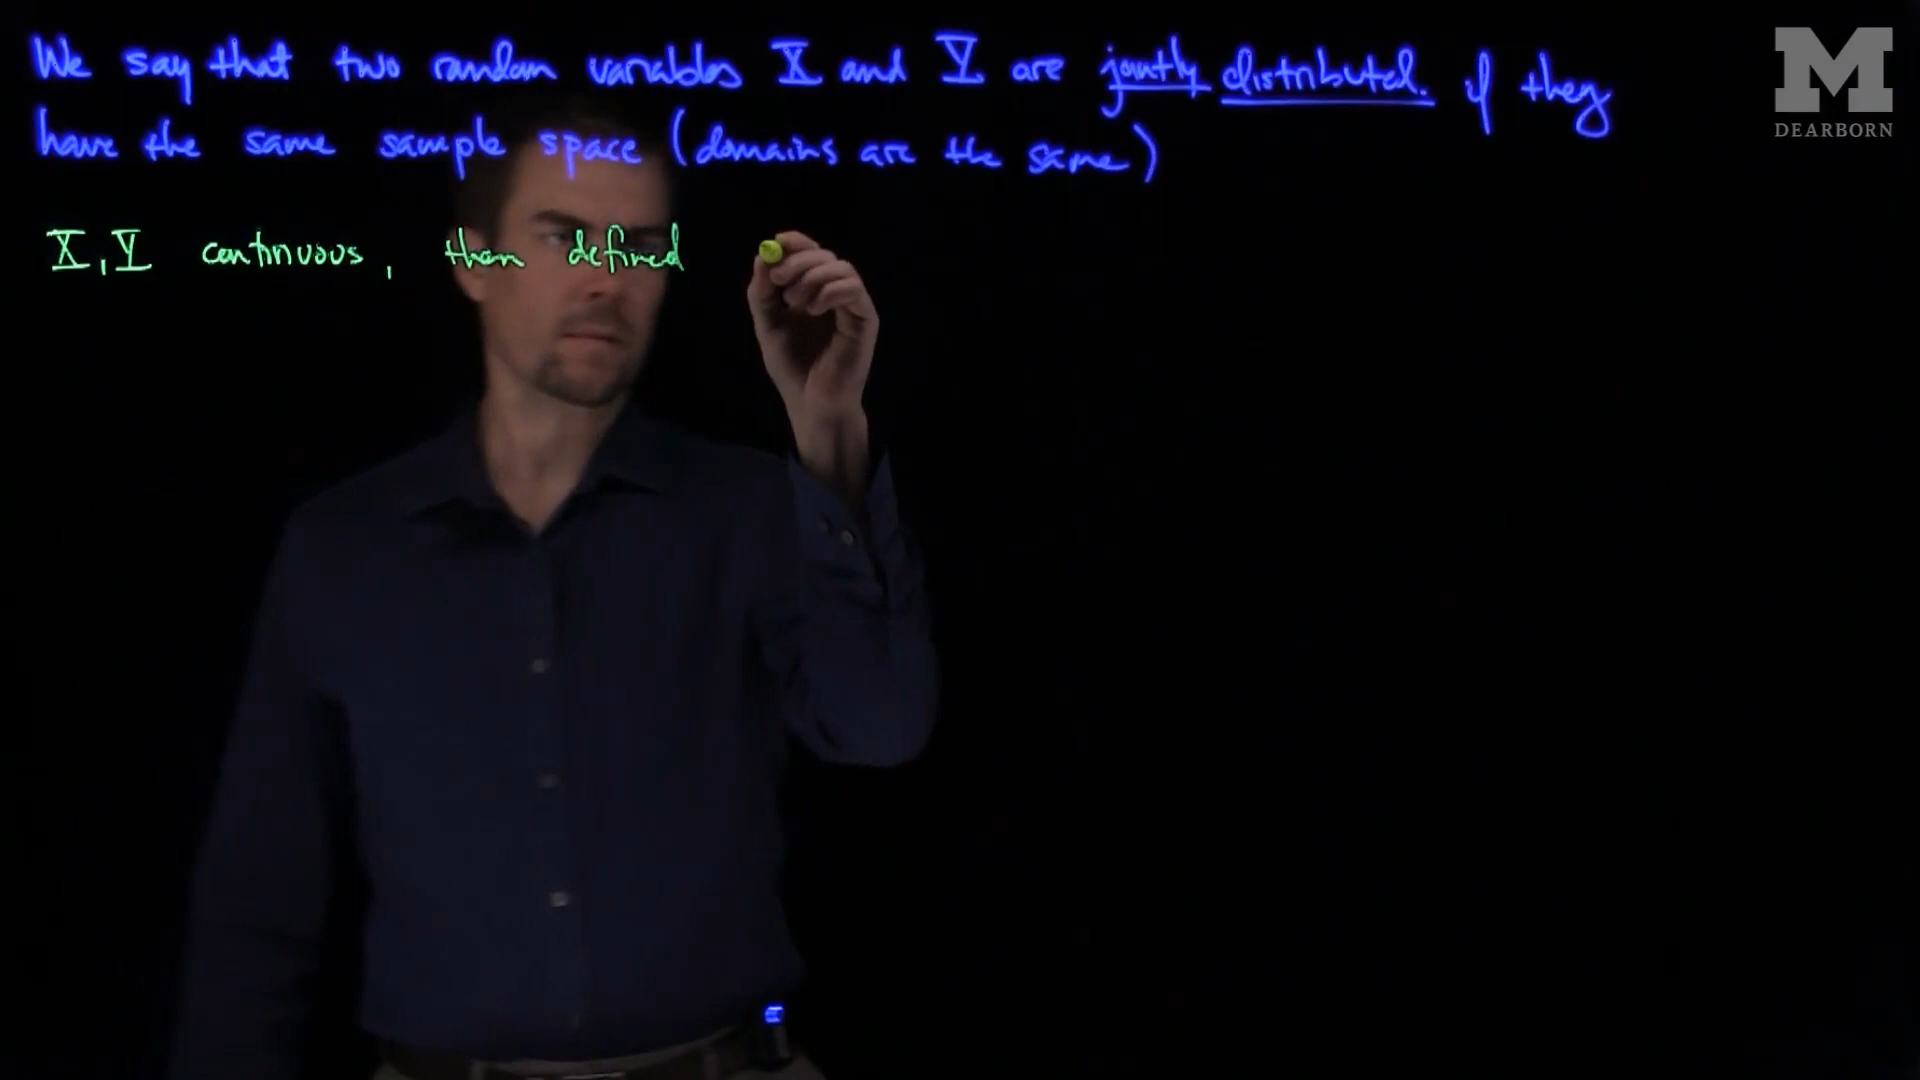 We say that two random variables X and Y are jointly distributed. if they
have the same sample space (domains are the same)
X, Y continuous, then defined
M
DEARBORN